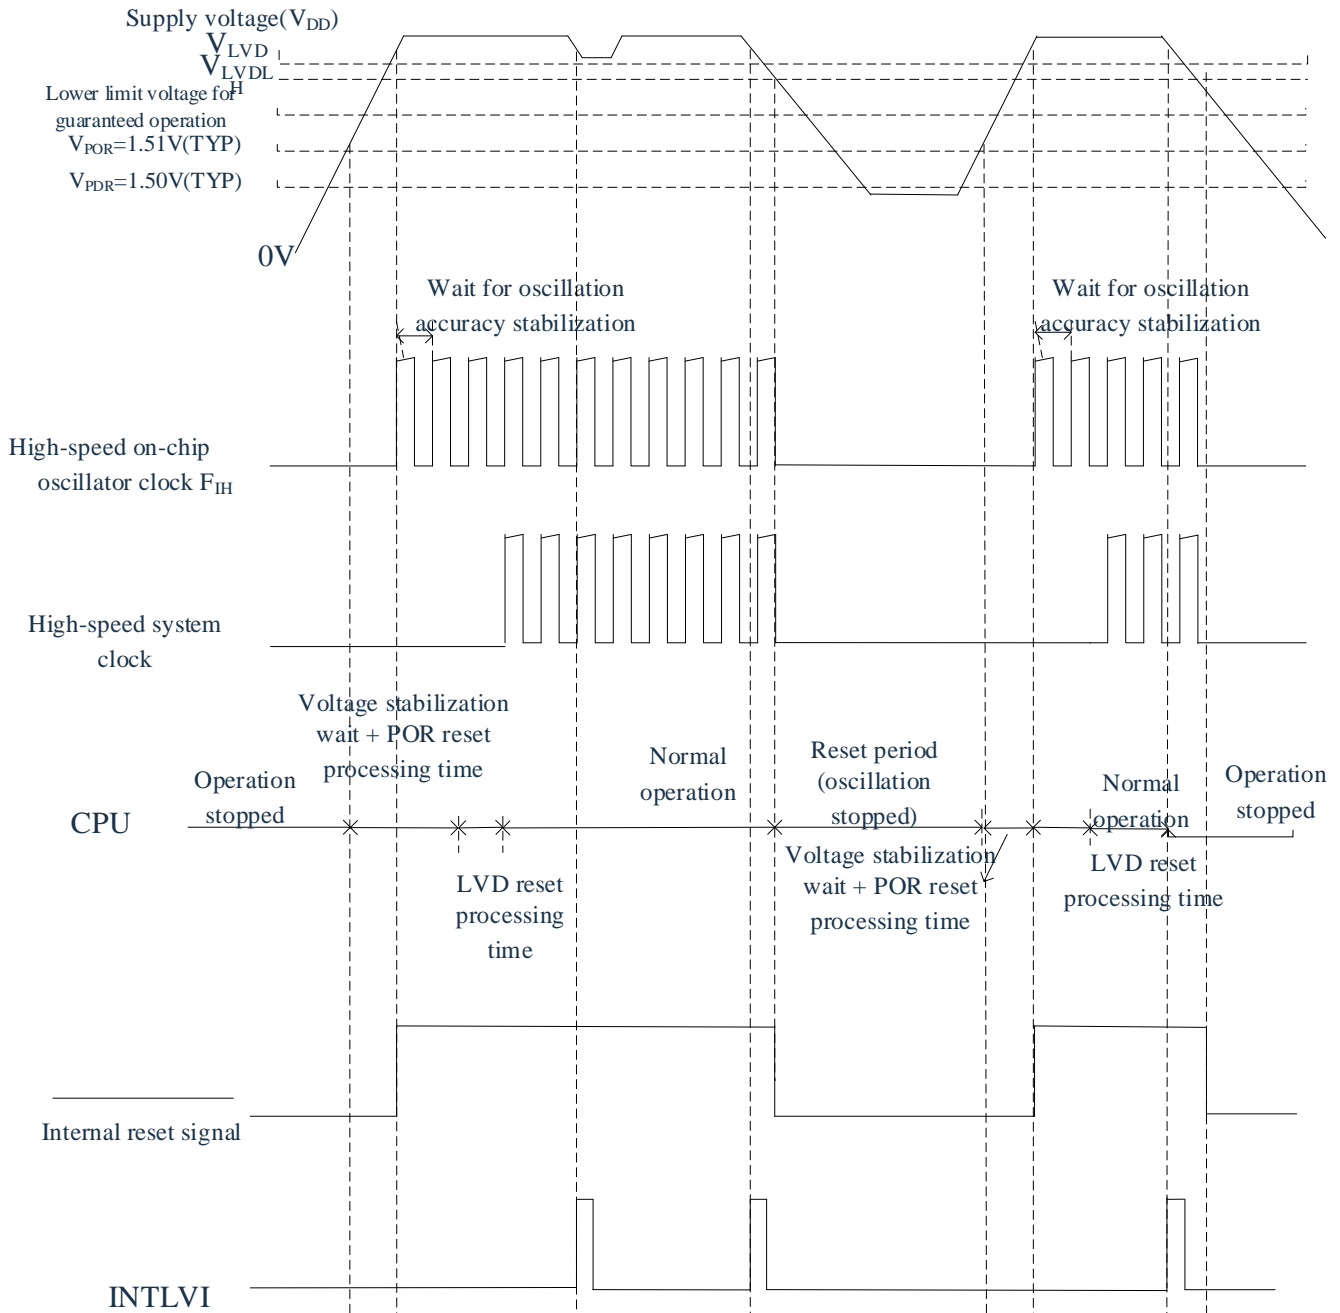 Supply voltage(VDD)
VLVD
H
VLVDL
Lower limit voltage for
guaranteed operation
VPOR=1.51V(TYP)
VPDR=1.50V(TYP)
0V
Wait for oscillation
accuracy stabilization
Wait for oscillation
accuracy stabilization
High-speed on-chip
oscillator clock FIH
High-speed system
clock
Voltage stabilization
wait + POR reset
processing time
Operation
stopped
Normal
operation
Reset period
(oscillation
stopped)
Normal
operation
Operation
stopped
CPU
LVD reset
processing
time
Voltage stabilization
wait + POR reset
processing time
LVD reset
processing time
Internal reset signal
INTLVI